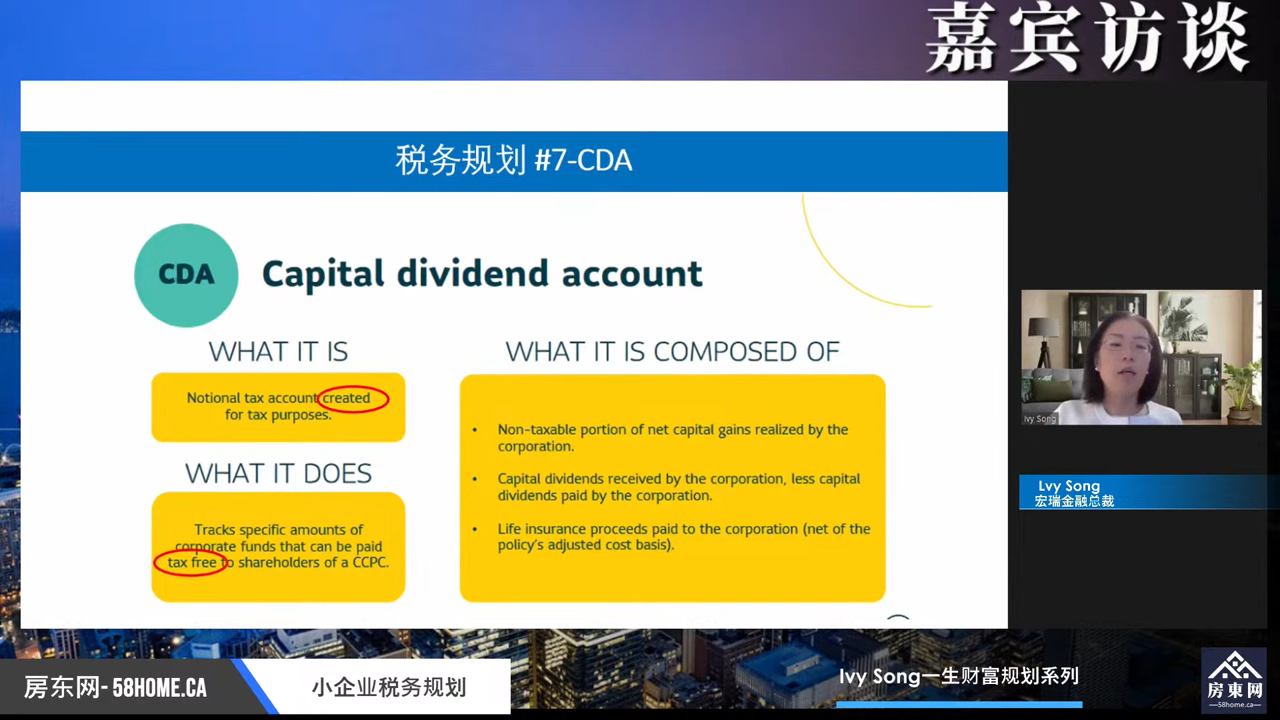 嘉宾访谈
税务规划 #7-CDA
CDA
Capital dividend account
WHAT IT IS
Notional tax account created
for tax purposes.
WHAT IT DOES
Tracks specific amounts of
corporate funds that can be paid
tax free to shareholders of a CCPC.
WHAT IT IS COMPOSED OF
• Non-taxable portion of net capital gains realized by the
corporation.
• Capital dividends received by the corporation, less capital
dividends paid by the corporation.
• Life insurance proceeds paid to the corporation (net of the
policy's adjusted cost basis).
Ivy Song
Lvy Song
宏瑞金融总裁
房东网- 58HOME.CA
小企业税务规划
Ivy Song一生财富规划系列
房東网
—58home.ca—